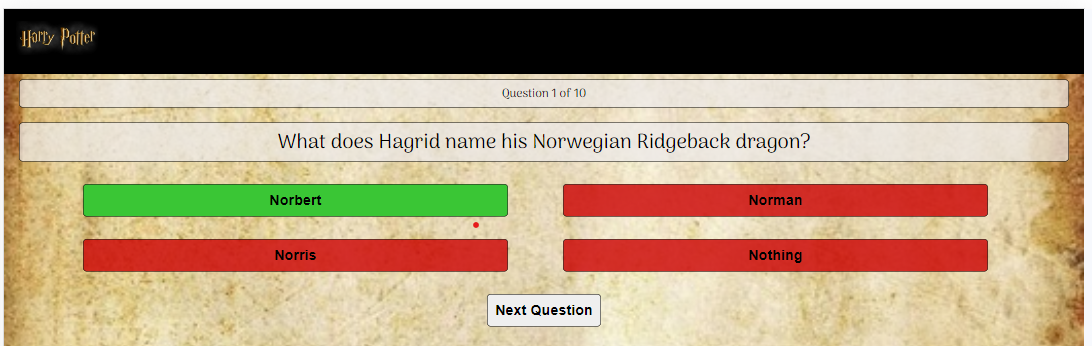 Harry Potter
Question 1 of 10
What does Hagrid name his Norwegian Ridgeback dragon?
Norbert
Norman
Norris
Nothing
Next Question